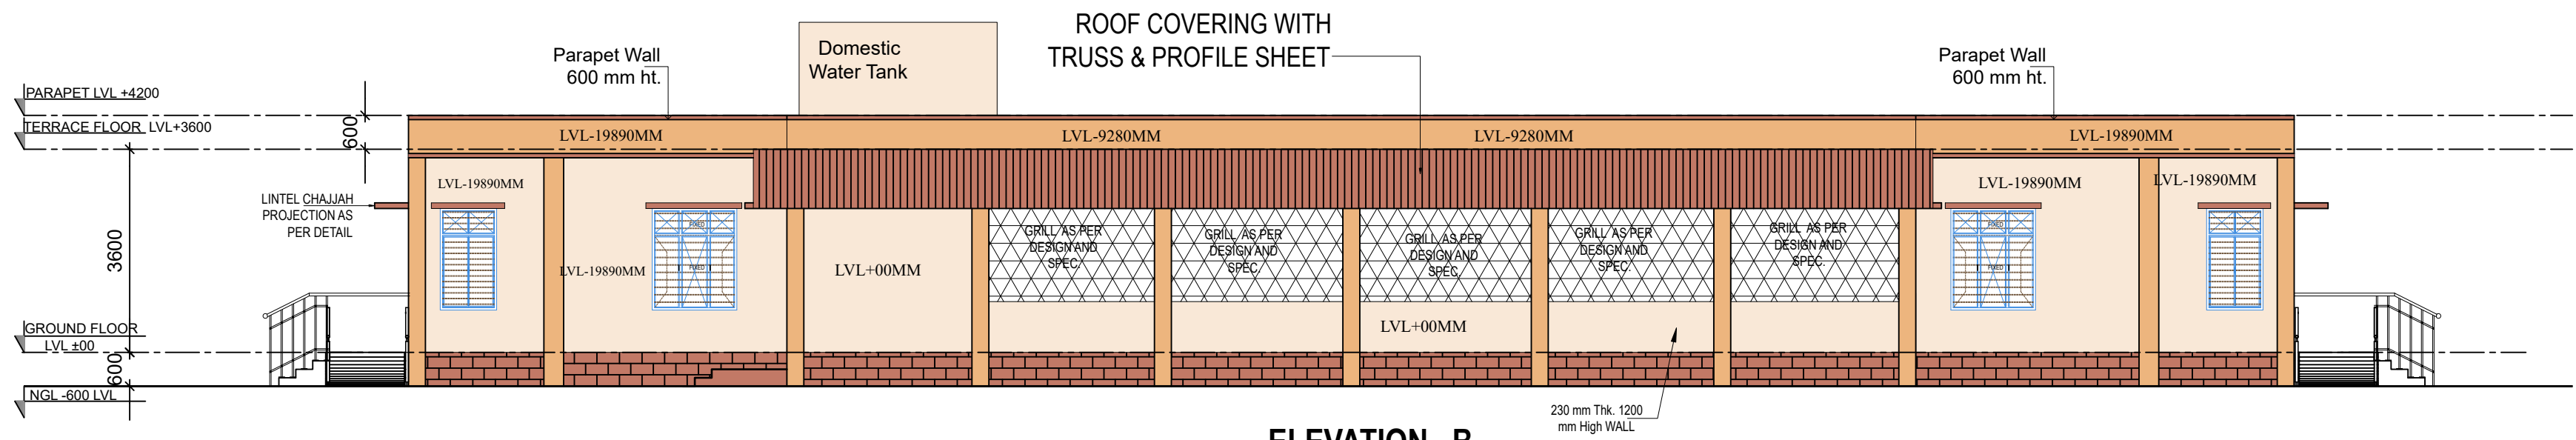 ROOF COVERING WITH
TRUSS & PROFILE SHEET
Domestic
Water Tank
Parapet Wall
600 mm ht.
Parapet Wall
600 mm ht.
PARAPET LVL +4200
TERRACE FLOOR LVL+3600
600
LVL-19890MM
LVL-9280MM
LVL-9280MM
LVL-19890MM
LVL-19890MM
LVL-19890MM
LVL-19890MM
LINTEL CHAJJAH
PROJECTION AS
PER DETAIL
3600
FIXED
FIXED
LVL-19890MM
LVL+00MM
GRILL AS PER
DESIGN AND
SPEC.
GRILL AS PER
DESIGN AND
SPEC.
GRILL AS PER
DESIGN AND
SPEC.
GRILL AS PER
DESIGN AND
SPEC.
GRILL AS PER
DESIGN AND
SPEC.
FIXED
FIXED
LVL+00MM
GROUND FLOOR
LVL ±00
600
NGL -600 LVL
230 mm Thk. 1200
mm High WALL
ELEVATION - B